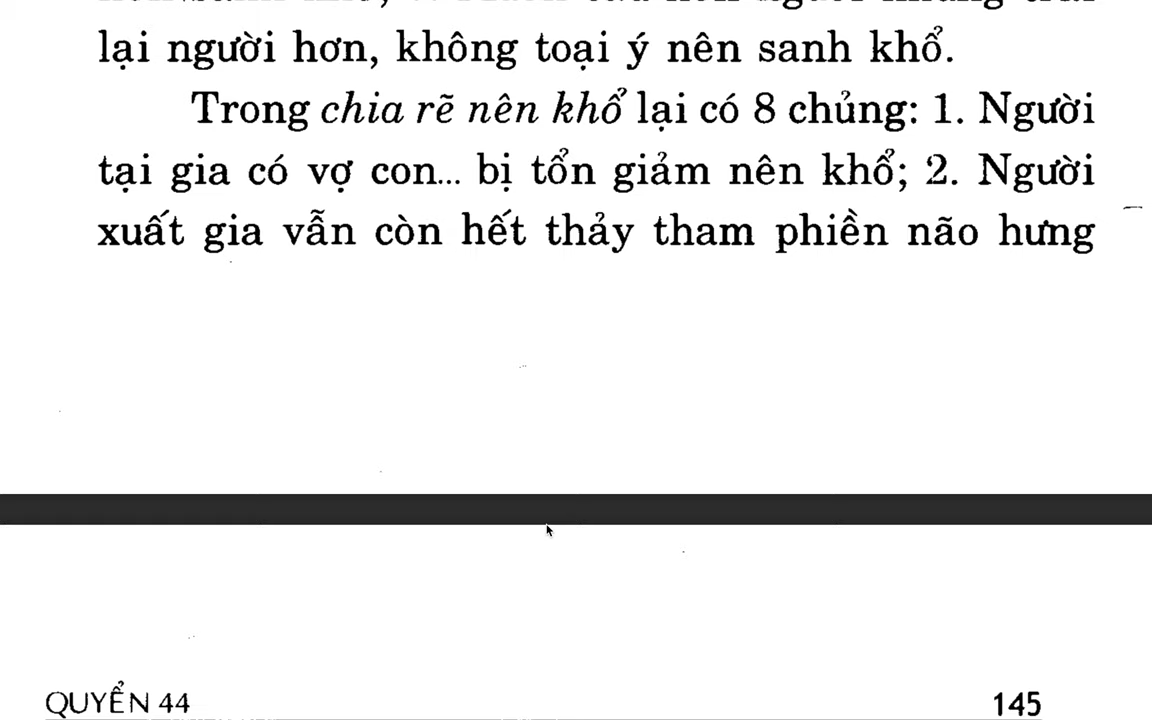 lại người hơn, không toại ý nên sanh khổ.
Trong chia rẽ nên khổ lại có 8 chủng: 1. Người
tại gia có vợ con... bị tổn giảm nên khổ; 2. Người
xuất gia vẫn còn hết thảy tham phiền não hưng
QUYỂN 44
145